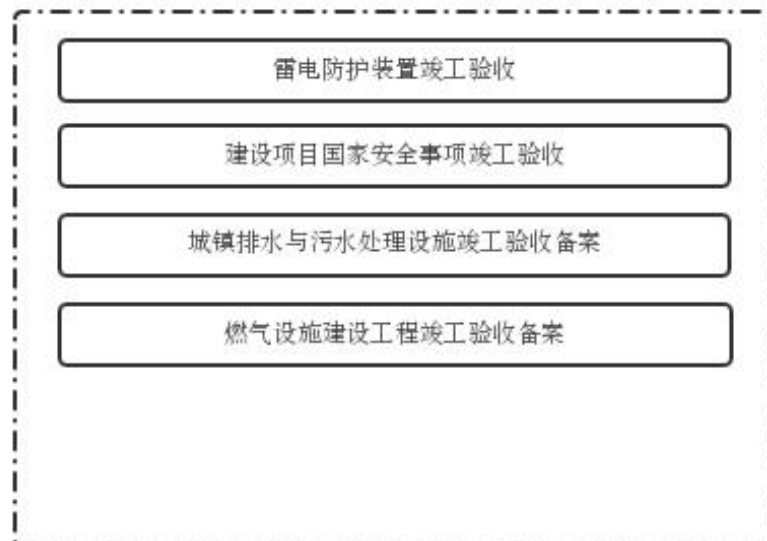 雷电防护装置竣工验收
建设项目国家安全事项竣工验收
城镇排水与污水处理设施竣工验收备案
燃气设施建设工程竣工验收备案